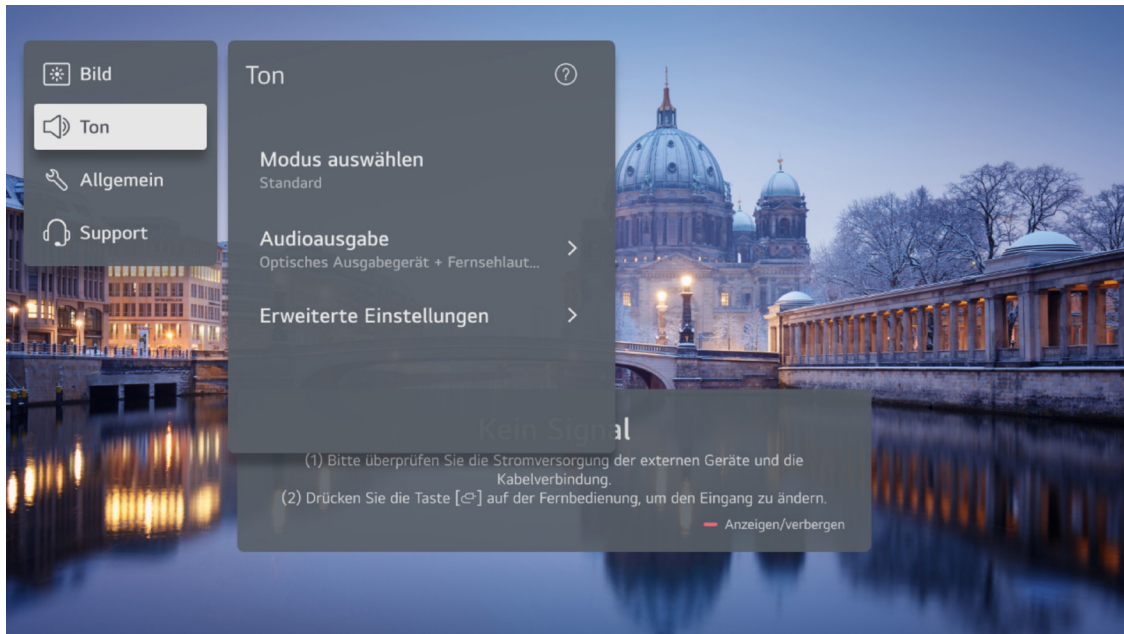 Bild
Ton
Allgemein
Support
Ton
Modus auswählen
Standard
Audioausgabe
Optisches Ausgabegerät + Fernsehlaut...
Erweiterte Einstellungen
Kein Signal
(1) Bitte überprüfen Sie die Stromversorgung der externen Geräte und die
Kabelverbindung.
(2) Drücken Sie die Taste [⮐] auf der Fernbedienung, um den Eingang zu ändern.
Anzeigen/verbergen